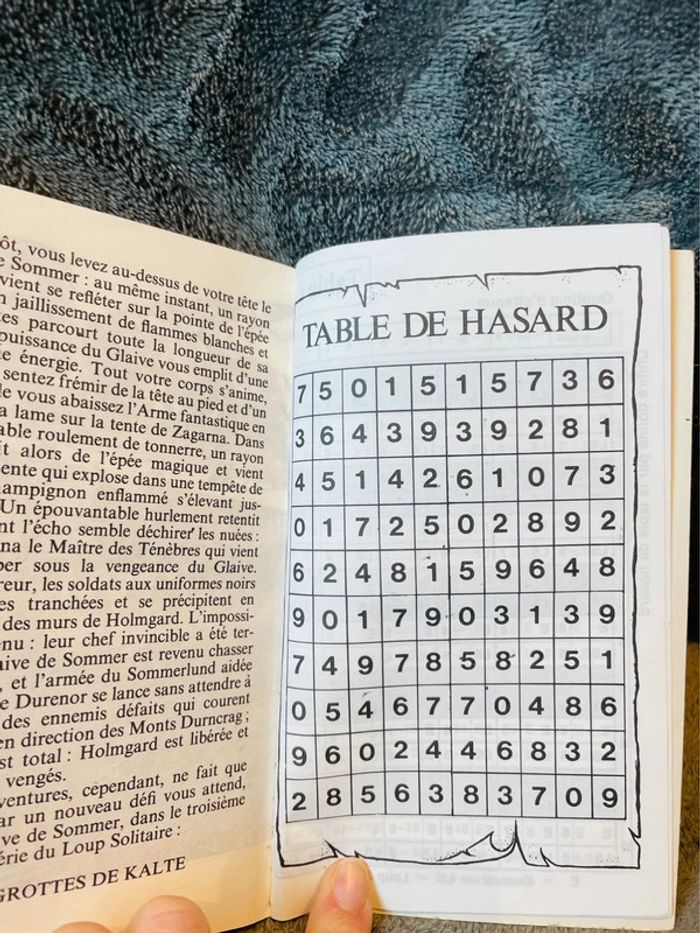 ôt, vous levez au-dessus de votre tête le
e Sommer : au même instant, un rayon
vient se refléter sur la pointe de l'épée
n jaillissement de flammes blanches et
es parcourt toute la longueur de sa
puissance du Glaive vous emplit d'une
e énergie. Tout votre corps s'anime,
sentez frémir de la tête au pied et d'un
le vous abaissez l'Arme fantastique en
a lame sur la tente de Zagarna. Dans
able roulement de tonnerre, un rayon
it alors de l'épée magique et vient
ente qui explose dans une tempête de
hampignon enflammé s'élevant jus-
Un épouvantable hurlement retentit
nt l'écho semble déchirer les nuées :
na le Maître des Ténèbres qui vient
per sous la vengeance du Glaive.
reur, les soldats aux uniformes noirs
es tranchées et se précipitent en
des murs de Holmgard. L'impossi-
nu : leur chef invincible a été ter-
aive de Sommer est revenu chasser
, et l'armée du Sommerlund aidée
e Durenor se lance sans attendre à
des ennemis défaits qui courent
en direction des Monts Durncrag ;
est total : Holmgard est libérée et
vengés.
ventures, cependant, ne fait que
ar un nouveau défi vous attend,
ive de Sommer, dans le troisième
érie du Loup Solitaire :
GROTTES DE KALTE
TABLE DE HASARD
7 5 0 1 5 1 5 7 3 6
3 6 4 3 9 3 9 2 8 1
4 5 1 4 2 6 1 0 7 3
0 1 7 2 5 0 2 8 9 2
6 2 4 8 1 5 9 6 4 8
9 0 1 7 9 0 3 1 3 9
7 4 9 7 8 5 8 2 5 1
0 5 4 6 7 7 0 4 8 6
9 6 0 2 4 4 6 8 3 2
2 8 5 6 3 8 3 7 0 9